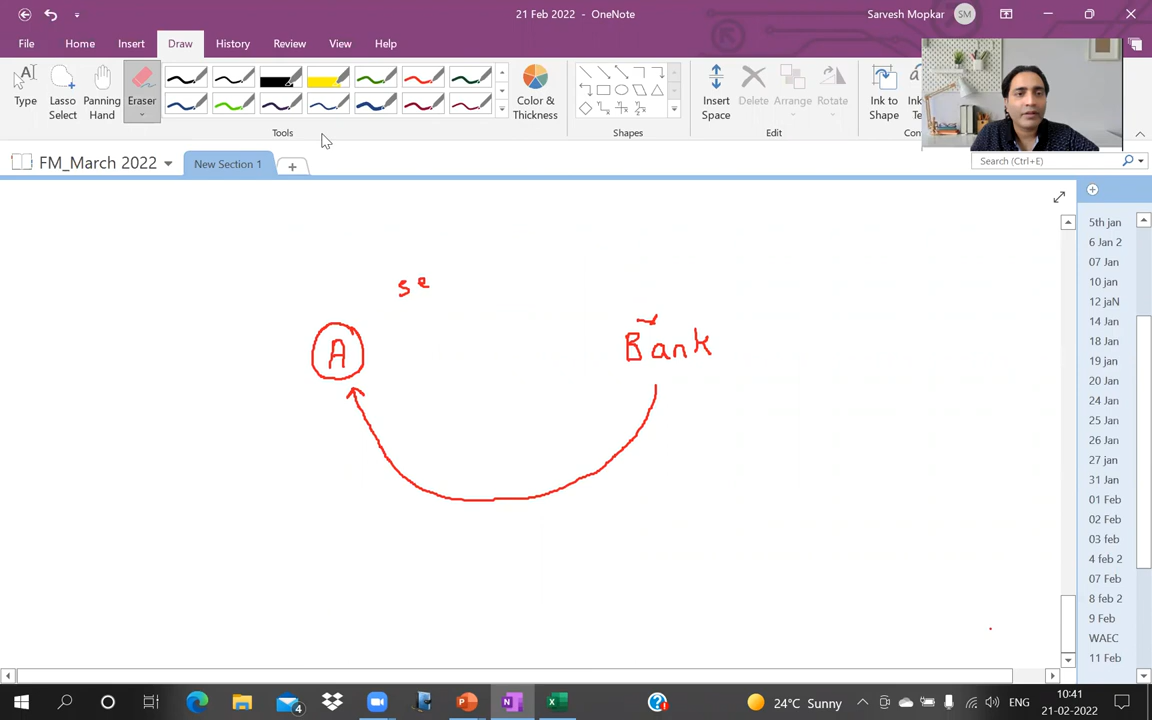 21 Feb 2022 - OneNote
Sarvesh Mopkar
SM
File
Home
Insert
Draw
History
Review
View
Help
Type
Lasso
Select
Panning
Hand
Eraser
Color &
Thickness
Insert
Space
Delete
Arrange
Rotate
Ink to
Shape
Ink
Te
Tools
Shapes
Edit
Con
FM_March 2022
New Section 1
Search (Ctrl+E)
5th jan
6 Jan 2
07 Jan
10 jan
12 jaN
14 Jan
18 Jan
19 jan
20 Jan
24 Jan
25 Jan
26 Jan
27 jan
31 Jan
01 Feb
02 Feb
03 feb
4 feb 2
07 Feb
8 feb 2
9 Feb
WAEC
11 Feb
se
A
Bank
4
24°C Sunny
ENG
10:41
21-02-2022